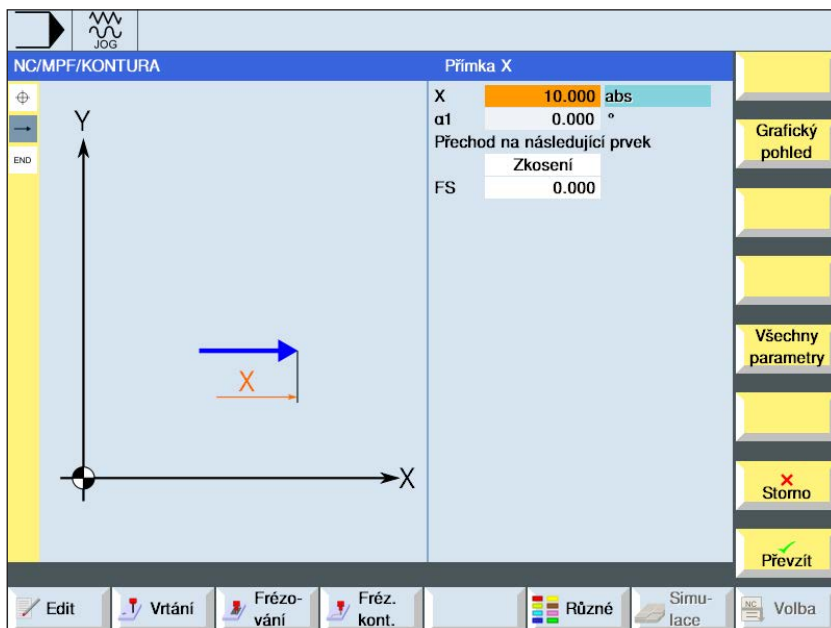 JOG
NC/MPF/KONTURA
Přímka X
END
Y
X
X
X 10.000 abs
α1 0.000 °
Přechod na následující prvek
Zkosení
FS 0.000
Grafický
pohled
Všechny
parametry
Storno
Převzít
Edit
Vrtání
Frézo-
vání
Fréz.
kont.
Různé
Simu-
lace
NC
Volba